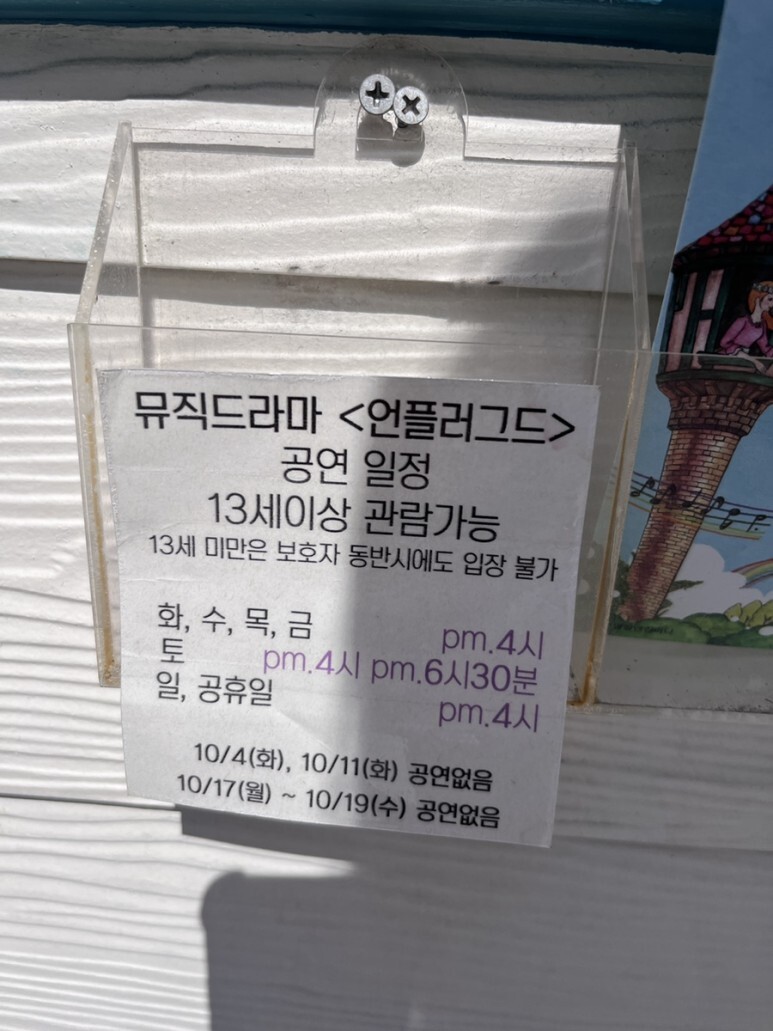 뮤직드라마 <언플러그드>
공연 일정
13세이상 관람가능
13세 미만은 보호자 동반시에도 입장 불가
화, 수, 목, 금 pm.4시
토 pm.4시 pm.6시30분
일, 공휴일 pm.4시
10/4(화), 10/11(화) 공연없음
10/17(월) ~ 10/19(수) 공연없음